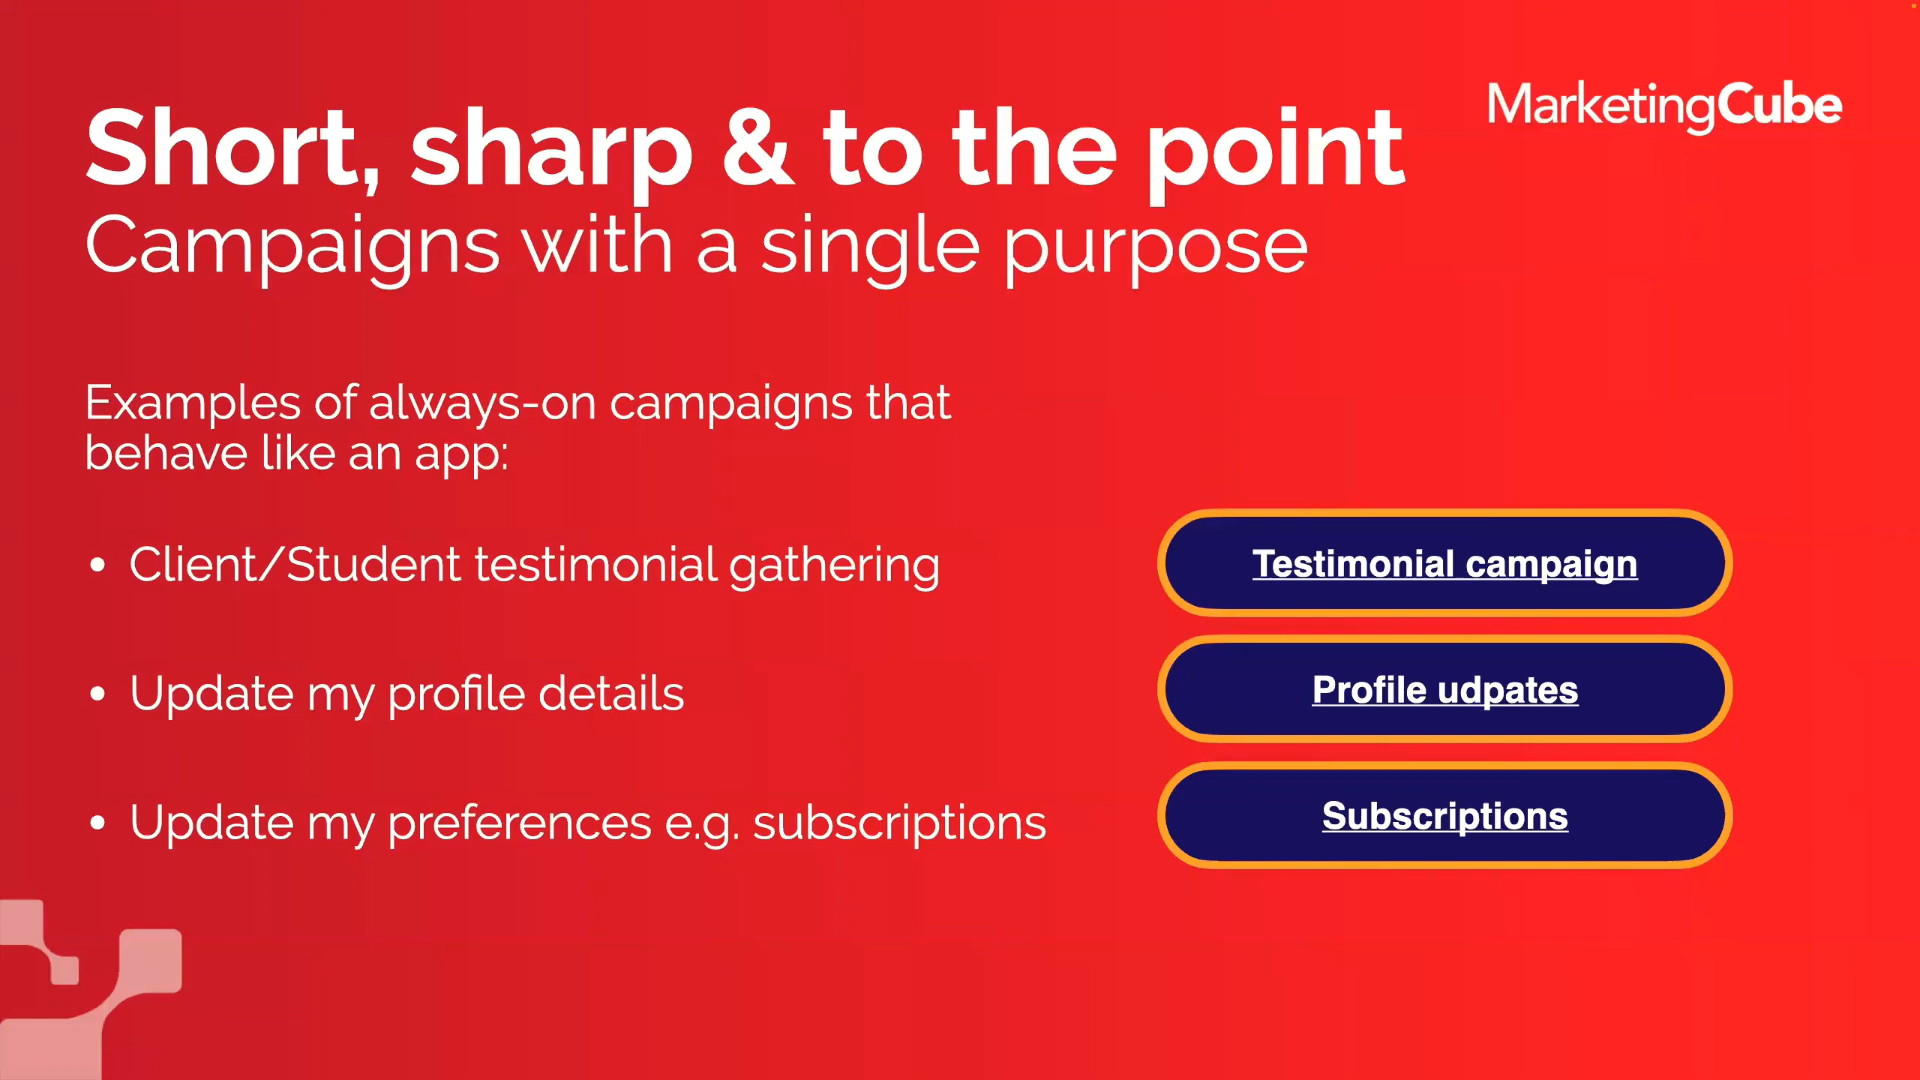 MarketingCube
Short, sharp & to the point
Campaigns with a single purpose
Examples of always-on campaigns that
behave like an app:
• Client/Student testimonial gathering
• Update my profile details
• Update my preferences e.g. subscriptions
Testimonial campaign
Profile udpates
Subscriptions